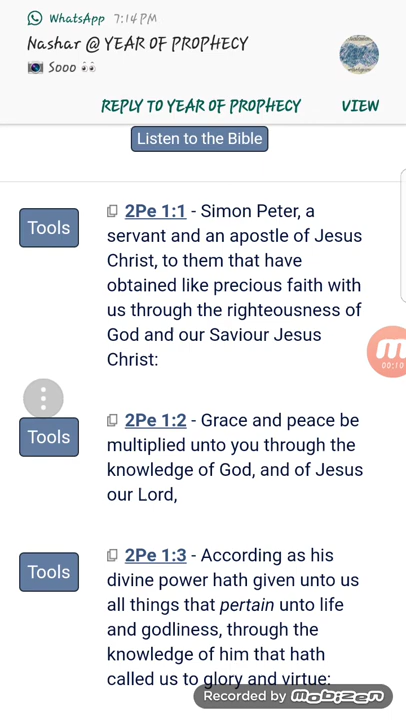 WhatsApp 7:14PM
Nashar @ YEAR OF PROPHECY
📷 Sooo 👀
REPLY TO YEAR OF PROPHECY VIEW
Listen to the Bible
Tools
2Pe 1:1 - Simon Peter, a
servant and an apostle of Jesus
Christ, to them that have
obtained like precious faith with
us through the righteousness of
God and our Saviour Jesus
Christ:
00:10
Tools
2Pe 1:2 - Grace and peace be
multiplied unto you through the
knowledge of God, and of Jesus
our Lord,
Tools
2Pe 1:3 - According as his
divine power hath given unto us
all things that pertain unto life
and godliness, through the
knowledge of him that hath
called us to glory and virtue:
Recorded by mobizen